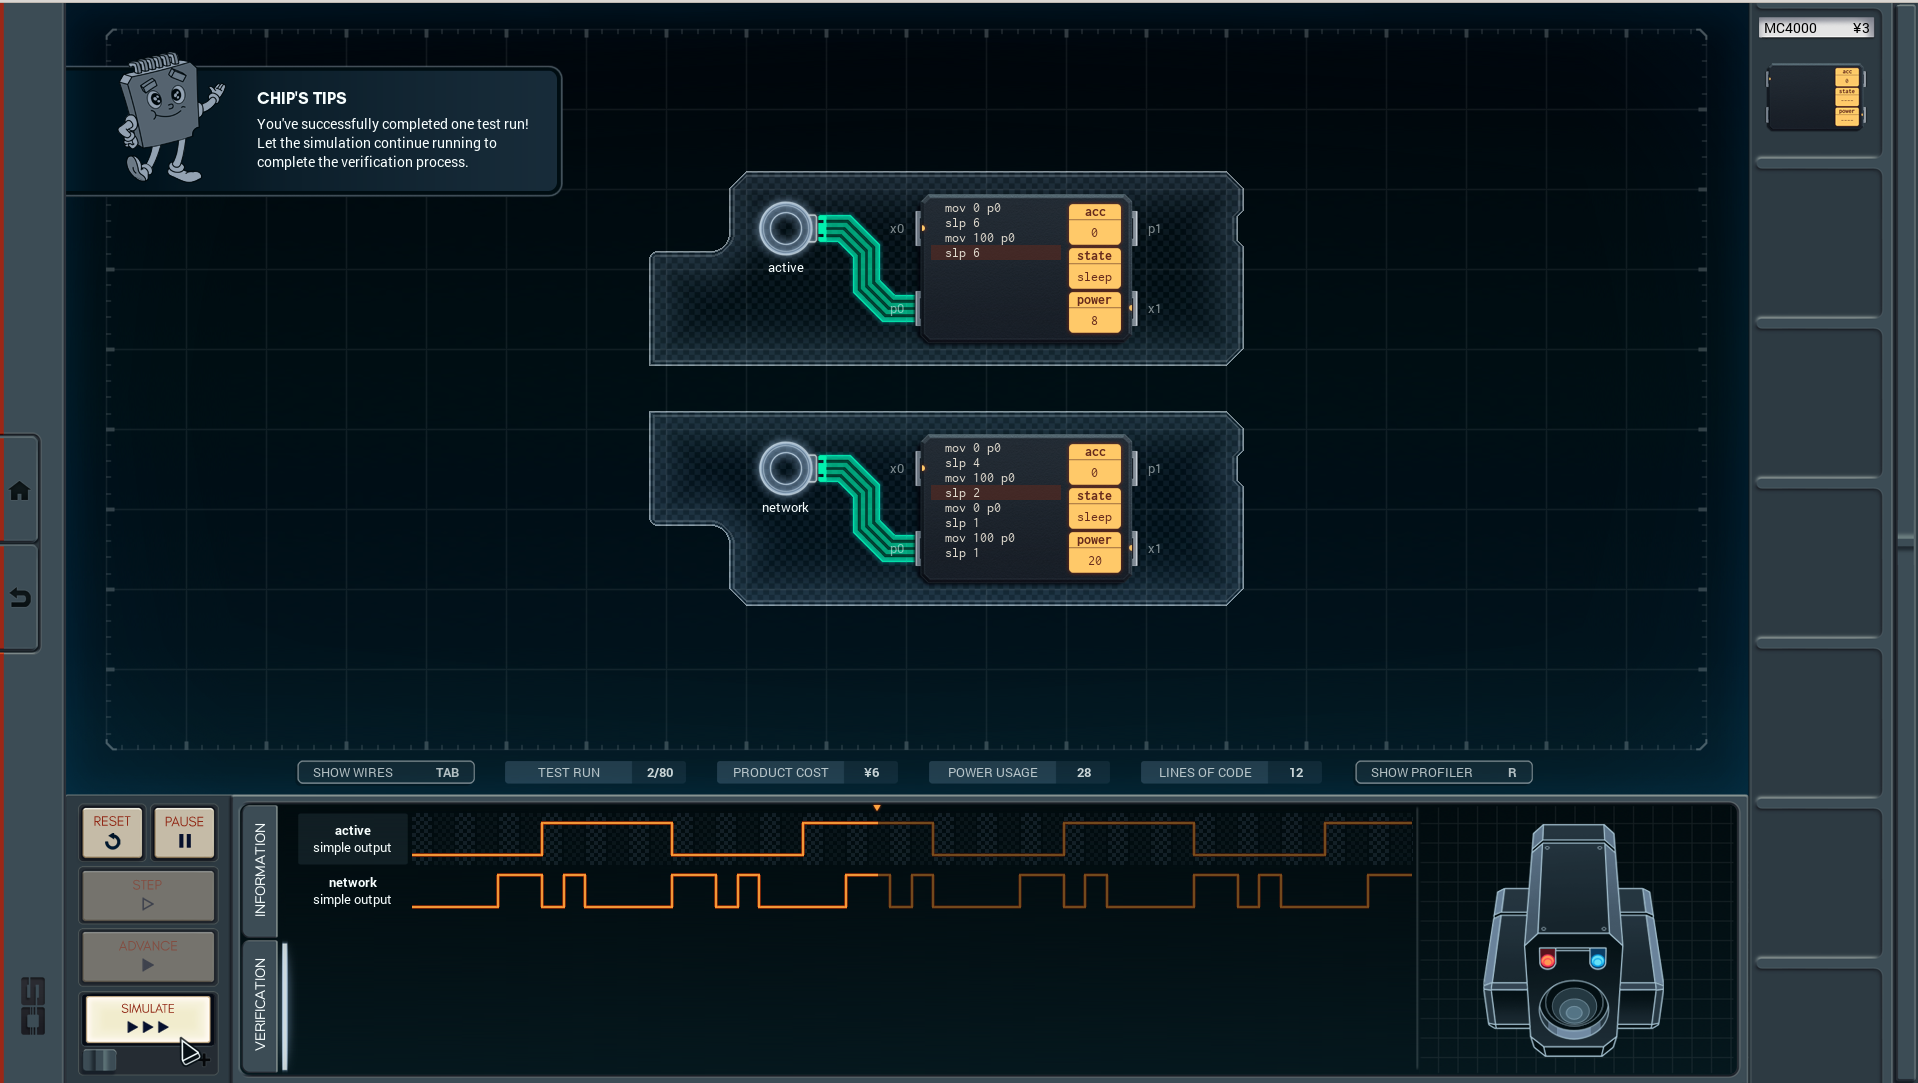 MC4000 ¥3
acc
0
state
----
power
----
CHIP'S TIPS
You've successfully completed one test run!
Let the simulation continue running to
complete the verification process.
active
x0
p0
mov 0 p0
slp 6
mov 100 p0
slp 6
acc
0
state
sleep
power
8
p1
x1
network
x0
p0
mov 0 p0
slp 4
mov 100 p0
slp 2
mov 0 p0
slp 1
mov 100 p0
slp 1
acc
0
state
sleep
power
20
p1
x1
SHOW WIRES TAB
TEST RUN 2/80
PRODUCT COST ¥6
POWER USAGE 28
LINES OF CODE 12
SHOW PROFILER R
RESET
PAUSE
STEP
ADVANCE
SIMULATE
INFORMATION
VERIFICATION
active
simple output
network
simple output